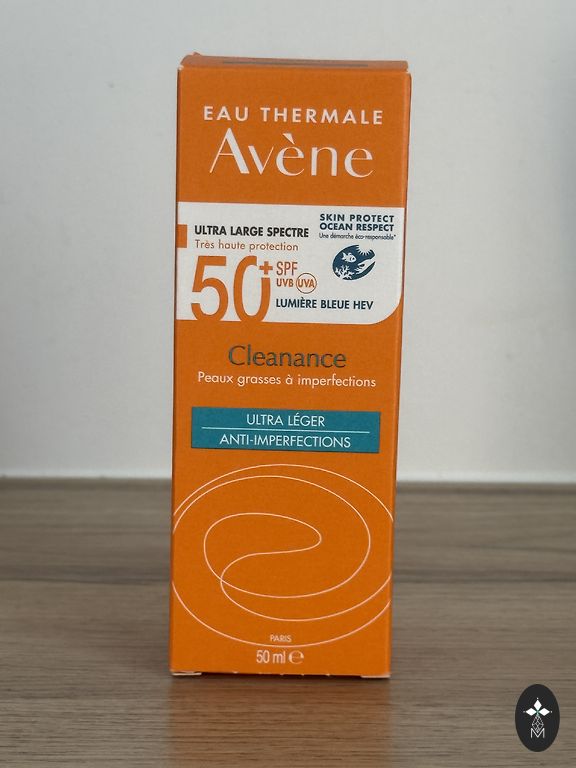 EAU THERMALE
Avène
ULTRA LARGE SPECTRE
Très haute protection
50+ SPF
UVB UVA
LUMIÈRE BLEUE HEV
SKIN PROTECT
OCEAN RESPECT
Une démarche éco-responsable*
Cleanance
Peaux grasses à imperfections
ULTRA LÉGER
ANTI-IMPERFECTIONS
PARIS
50 ml ℮
M